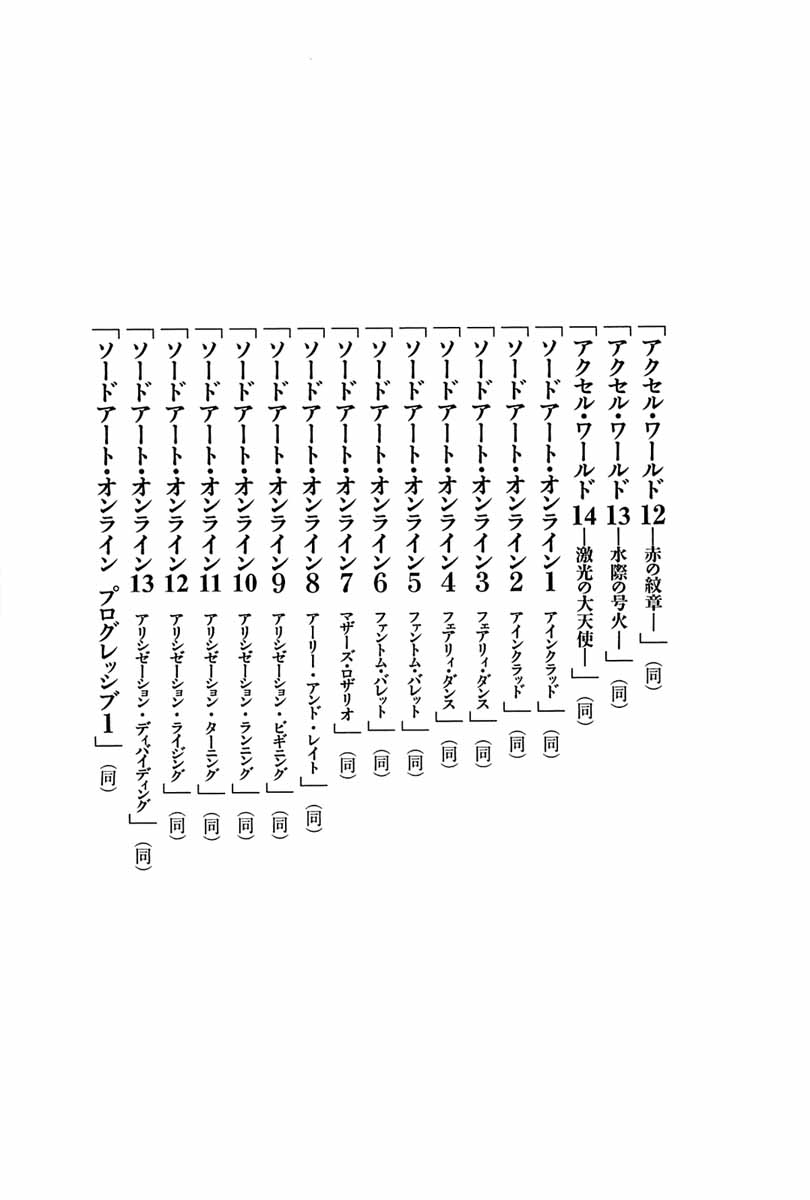 「アクセル・ワールド12―赤の紋章―」（同）
「アクセル・ワールド13―水際の号火―」（同）
「アクセル・ワールド14―激光の大天使―」（同）
「ソードアート・オンライン1 アインクラッド」（同）
「ソードアート・オンライン2 アインクラッド」（同）
「ソードアート・オンライン3 フェアリィ・ダンス」（同）
「ソードアート・オンライン4 フェアリィ・ダンス」（同）
「ソードアート・オンライン5 ファントム・バレット」（同）
「ソードアート・オンライン6 ファントム・バレット」（同）
「ソードアート・オンライン7 マザーズ・ロザリオ」（同）
「ソードアート・オンライン8 アーリー・アンド・レイト」（同）
「ソードアート・オンライン9 アリシゼーション・ビギニング」（同）
「ソードアート・オンライン10 アリシゼーション・ランニング」（同）
「ソードアート・オンライン11 アリシゼーション・ターニング」（同）
「ソードアート・オンライン12 アリシゼーション・ライジング」（同）
「ソードアート・オンライン13 アリシゼーション・ディバイディング」（同）
「ソードアート・オンライン プログレッシブ1」（同）